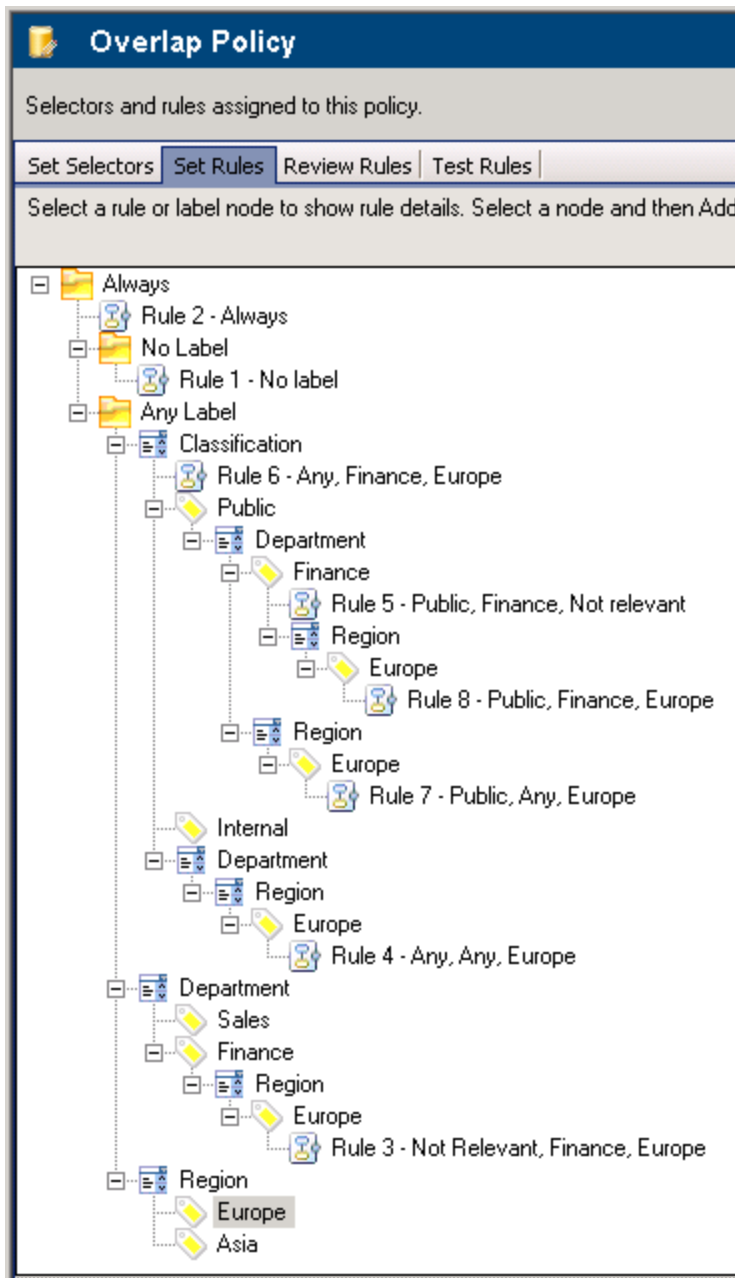 Overlap Policy
Selectors and rules assigned to this policy.
Set Selectors Set Rules Review Rules Test Rules
Select a rule or label node to show rule details. Select a node and then Add
Always
Rule 2 - Always
No Label
Rule 1 - No label
Any Label
Classification
Rule 6 - Any, Finance, Europe
Public
Department
Finance
Rule 5 - Public, Finance, Not relevant
Region
Europe
Rule 8 - Public, Finance, Europe
Region
Europe
Rule 7 - Public, Any, Europe
Internal
Department
Region
Europe
Rule 4 - Any, Any, Europe
Department
Sales
Finance
Region
Europe
Rule 3 - Not Relevant, Finance, Europe
Region
Europe
Asia